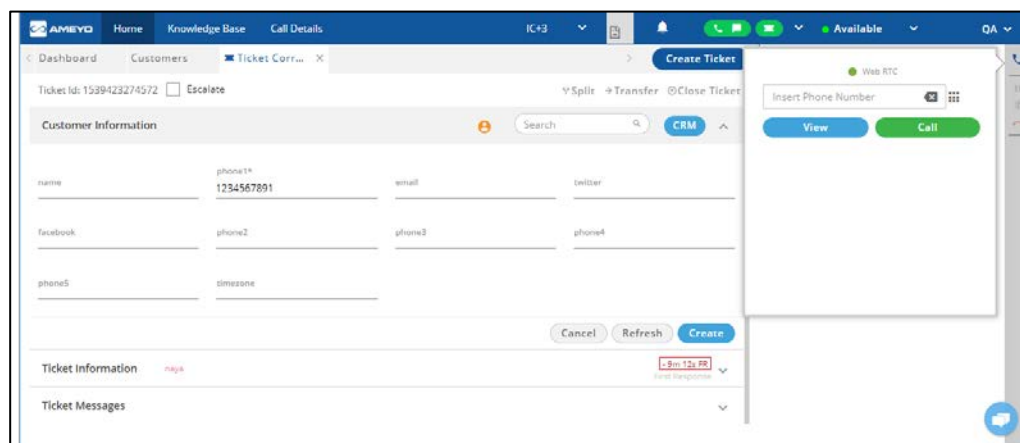 AMEYO Home Knowledge Base Call Details IC+3 Available QA
Dashboard Customers Ticket Corr... × Create Ticket
Web RTC
Ticket Id: 1539423274572 Escalate Split Transfer Close Ticket
Insert Phone Number
Customer Information Search CRM
View Call
name phone1* email twitter
1234567891
facebook phone2 phone3 phone4
phone5 timezone
Cancel Refresh Create
Ticket Information naya - 9m 12s FR
First Response
Ticket Messages